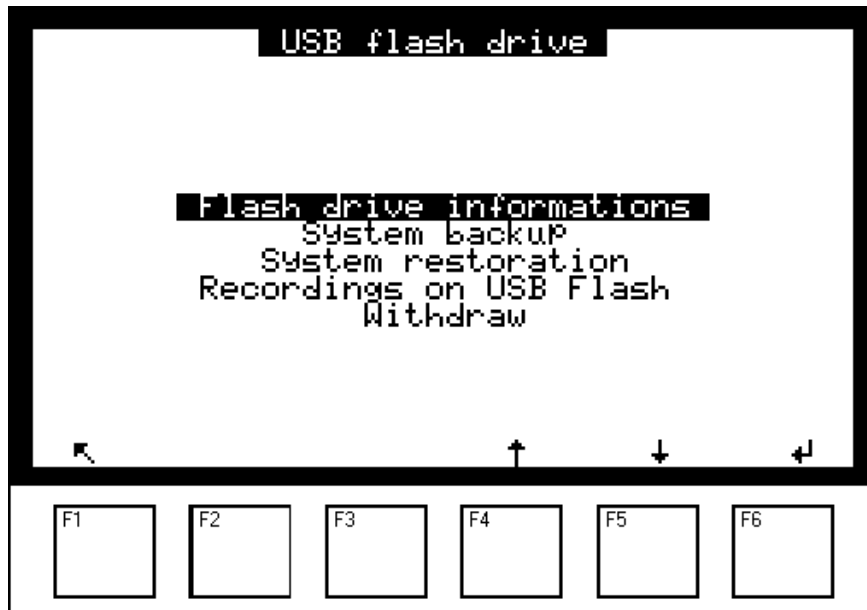 USB flash drive
Flash drive informations
System backup
System restoration
Recordings on USB Flash
Withdraw
F1 F2 F3 F4 F5 F6